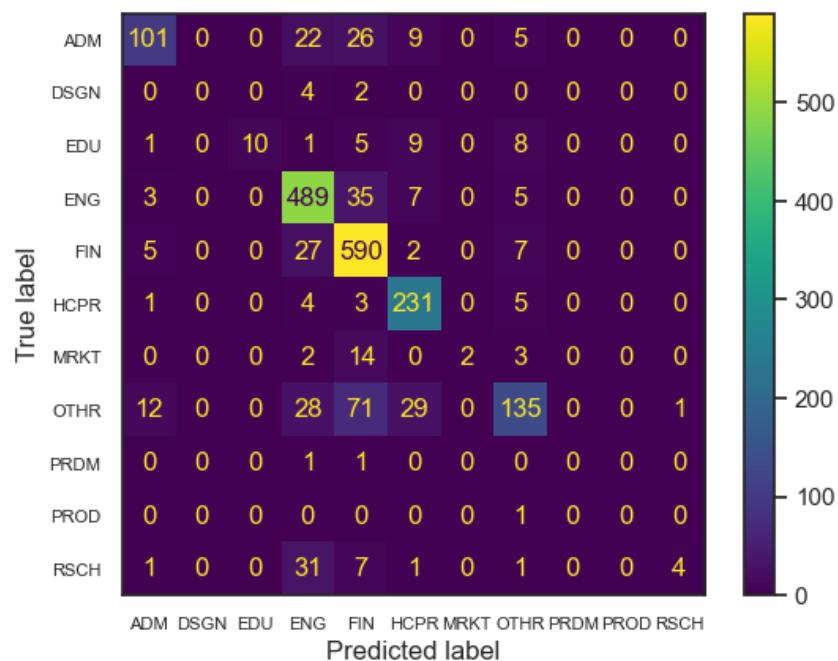 ADM 101 0 0 22 26 9 0 5 0 0 0
DSGN 0 0 0 4 2 0 0 0 0 0 0
EDU 1 0 10 1 5 9 0 8 0 0 0
ENG 3 0 0 489 35 7 0 5 0 0 0
FIN 5 0 0 27 590 2 0 7 0 0 0
HCPR 1 0 0 4 3 231 0 5 0 0 0
MRKT 0 0 0 2 14 0 2 3 0 0 0
OTHR 12 0 0 28 71 29 0 135 0 0 1
PRDM 0 0 0 1 1 0 0 0 0 0 0
PROD 0 0 0 0 0 0 0 1 0 0 0
RSCH 1 0 0 31 7 1 0 1 0 0 4
ADM DSGN EDU ENG FIN HCPR MRKT OTHR PRDM PROD RSCH
Predicted label
True label
500
400
300
200
100
0